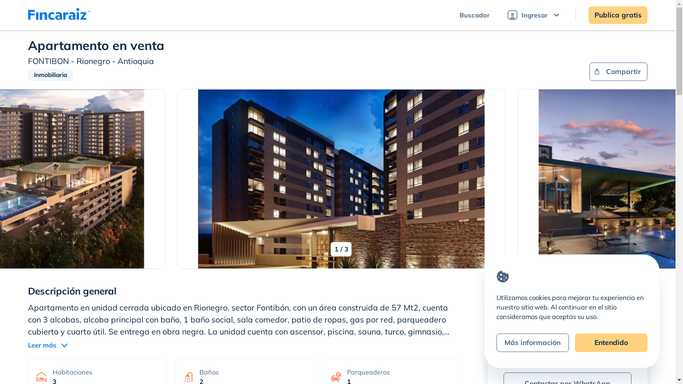 Fincaraiz
Buscador
Ingresar
Publica gratis
Apartamento en venta
FONTIBON - Rionegro - Antioquia
Inmobiliaria
Compartir
1 / 3
Descripción general
Apartamento en unidad cerrada ubicado en Rionegro, sector Fontibón, con un área construida de 57 Mt2, cuenta
con 3 alcobas, alcoba principal con baño, 1 baño social, sala comedor, patio de ropas, gas por red, parqueadero
cubierto y cuarto útil. Se entrega en obra negra. La unidad cuenta con ascensor, piscina, sauna, turco, gimnasio,...
Leer más
Habitaciones
3
Baños
2
Parqueaderos
1
Utilizamos cookies para mejorar tu experiencia en
nuestro sitio web. Al continuar en el sitio
consideramos que aceptas su uso.
Más información
Entendido
Contactar por WhatsApp